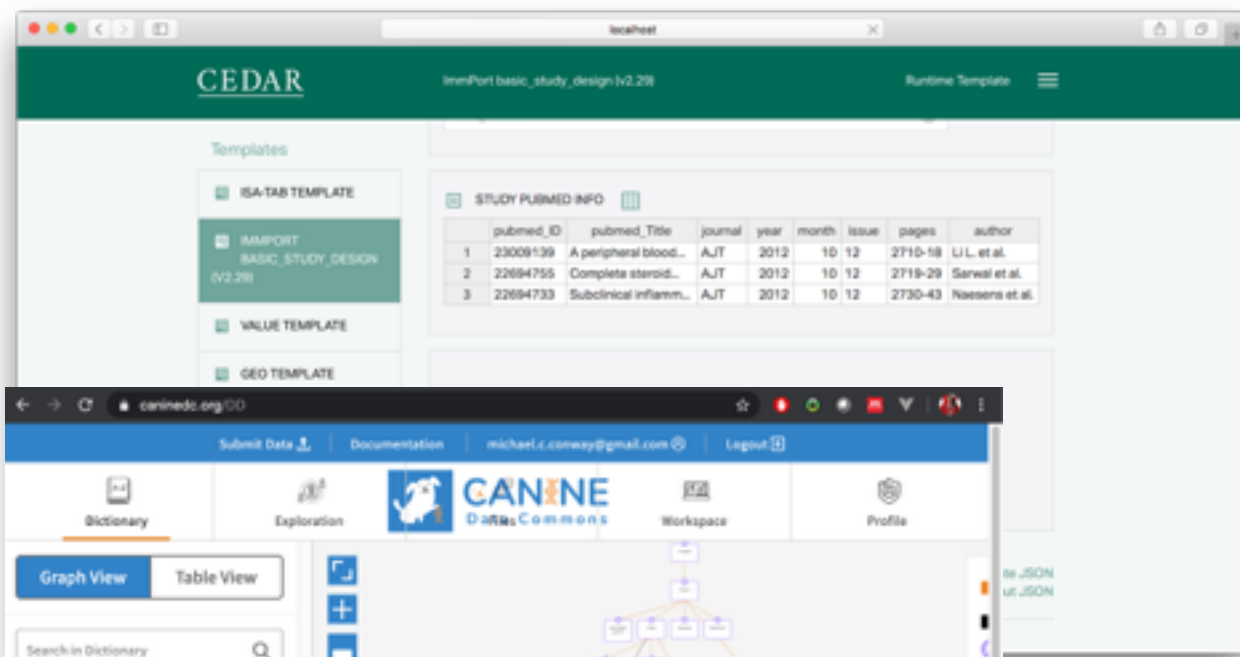 localhost
CEDAR
ImmPort basic_study_design (v2.29)
Runtime Template
Templates
ISA-TAB TEMPLATE
IMMPORT
BASIC_STUDY_DESIGN
(V2.29)
VALUE TEMPLATE
GEO TEMPLATE
STUDY PUBMED INFO
pubmed_ID pubmed_Title journal year month issue pages author
1 23009139 A peripheral blood... AJT 2012 10 12 2710-18 Li L. et al.
2 22694755 Complete steroid... AJT 2012 10 12 2719-29 Sarwal et al.
3 22694733 Subclinical inflamm... AJT 2012 10 12 2730-43 Naesens et al.
JSON
ut JSON
caninedc.org/DD
Submit Data
Documentation
michael.c.conway@gmail.com
Logout
Dictionary
Exploration
CANINE
Data Commons
Files
Workspace
Profile
Graph View
Table View
Search in Dictionary